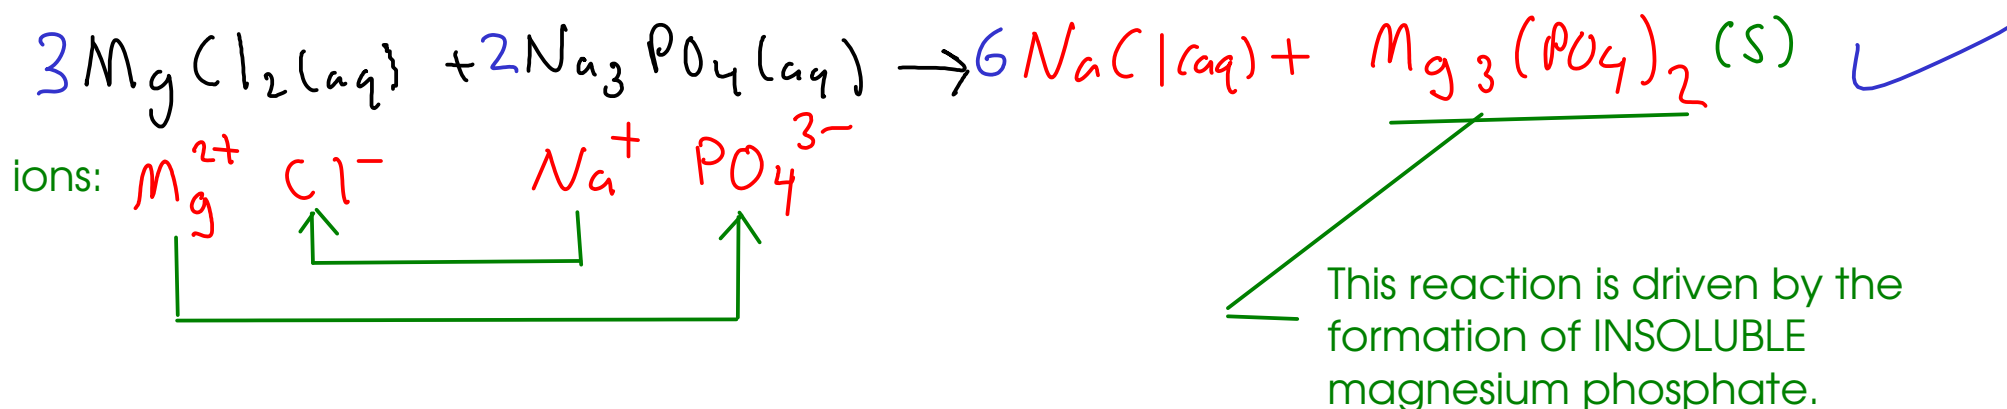 3MgCl₂(aq) + 2Na₃PO₄(aq) → 6NaCl(aq) + Mg₃(PO₄)₂(s)
ions: Mg²⁺ Cl⁻ Na⁺ PO₄³⁻
This reaction is driven by the
formation of INSOLUBLE
magnesium phosphate.